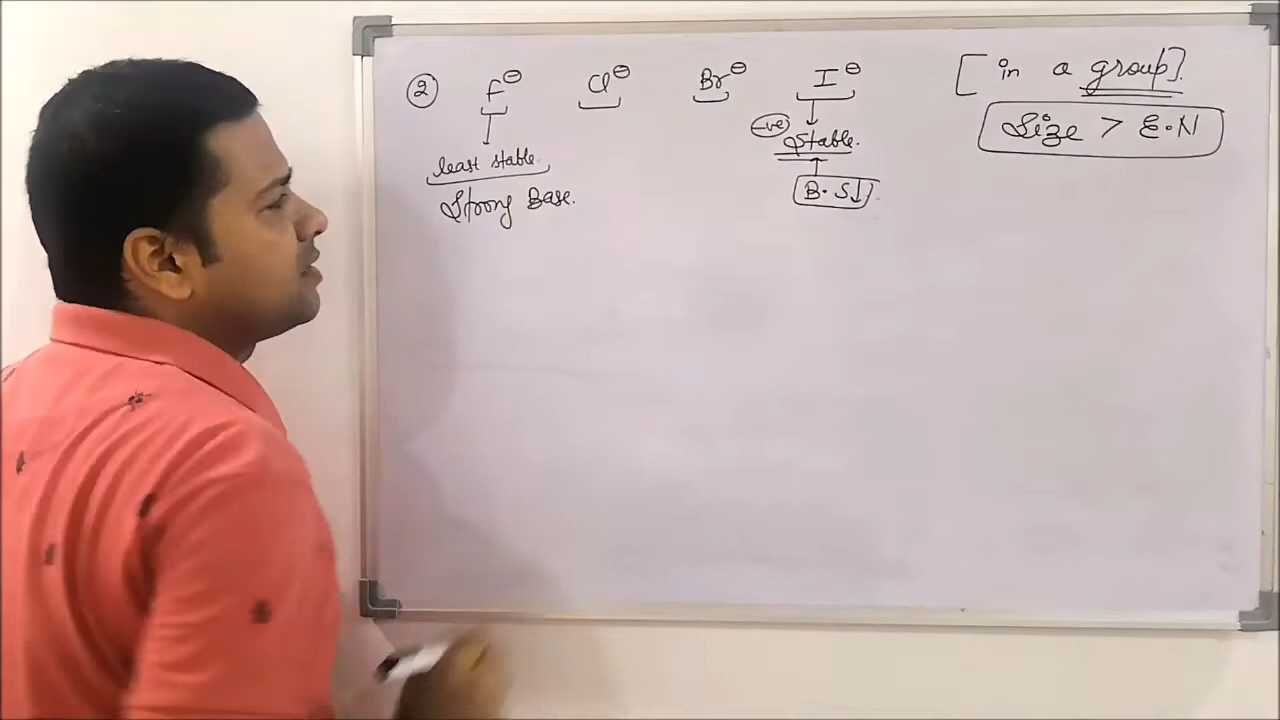 ② F⊖ Cl⊖ Br⊖ I⊖ [in a group].
Size > E.N
-ve Stable.
least stable.
B.S↓.
Strong Base.